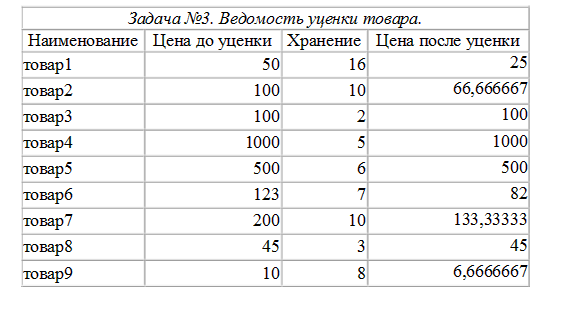 Задача №3. Ведомость уценки товара.
Наименование Цена до уценки Хранение Цена после уценки
товар1 50 16 25
товар2 100 10 66,666667
товар3 100 2 100
товар4 1000 5 1000
товар5 500 6 500
товар6 123 7 82
товар7 200 10 133,33333
товар8 45 3 45
товар9 10 8 6,6666667